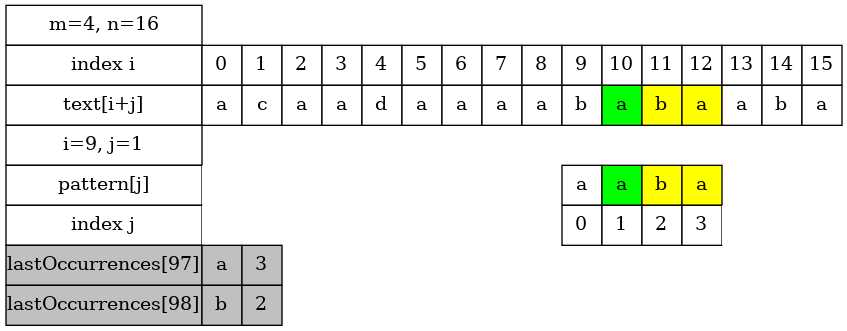 m=4, n=16
index i 0 1 2 3 4 5 6 7 8 9 10 11 12 13 14 15
text[i+j] a c a a d a a a a b a b a a b a
i=9, j=1
pattern[j] a a b a
index j 0 1 2 3
lastOccurrences[97] a 3
lastOccurrences[98] b 2